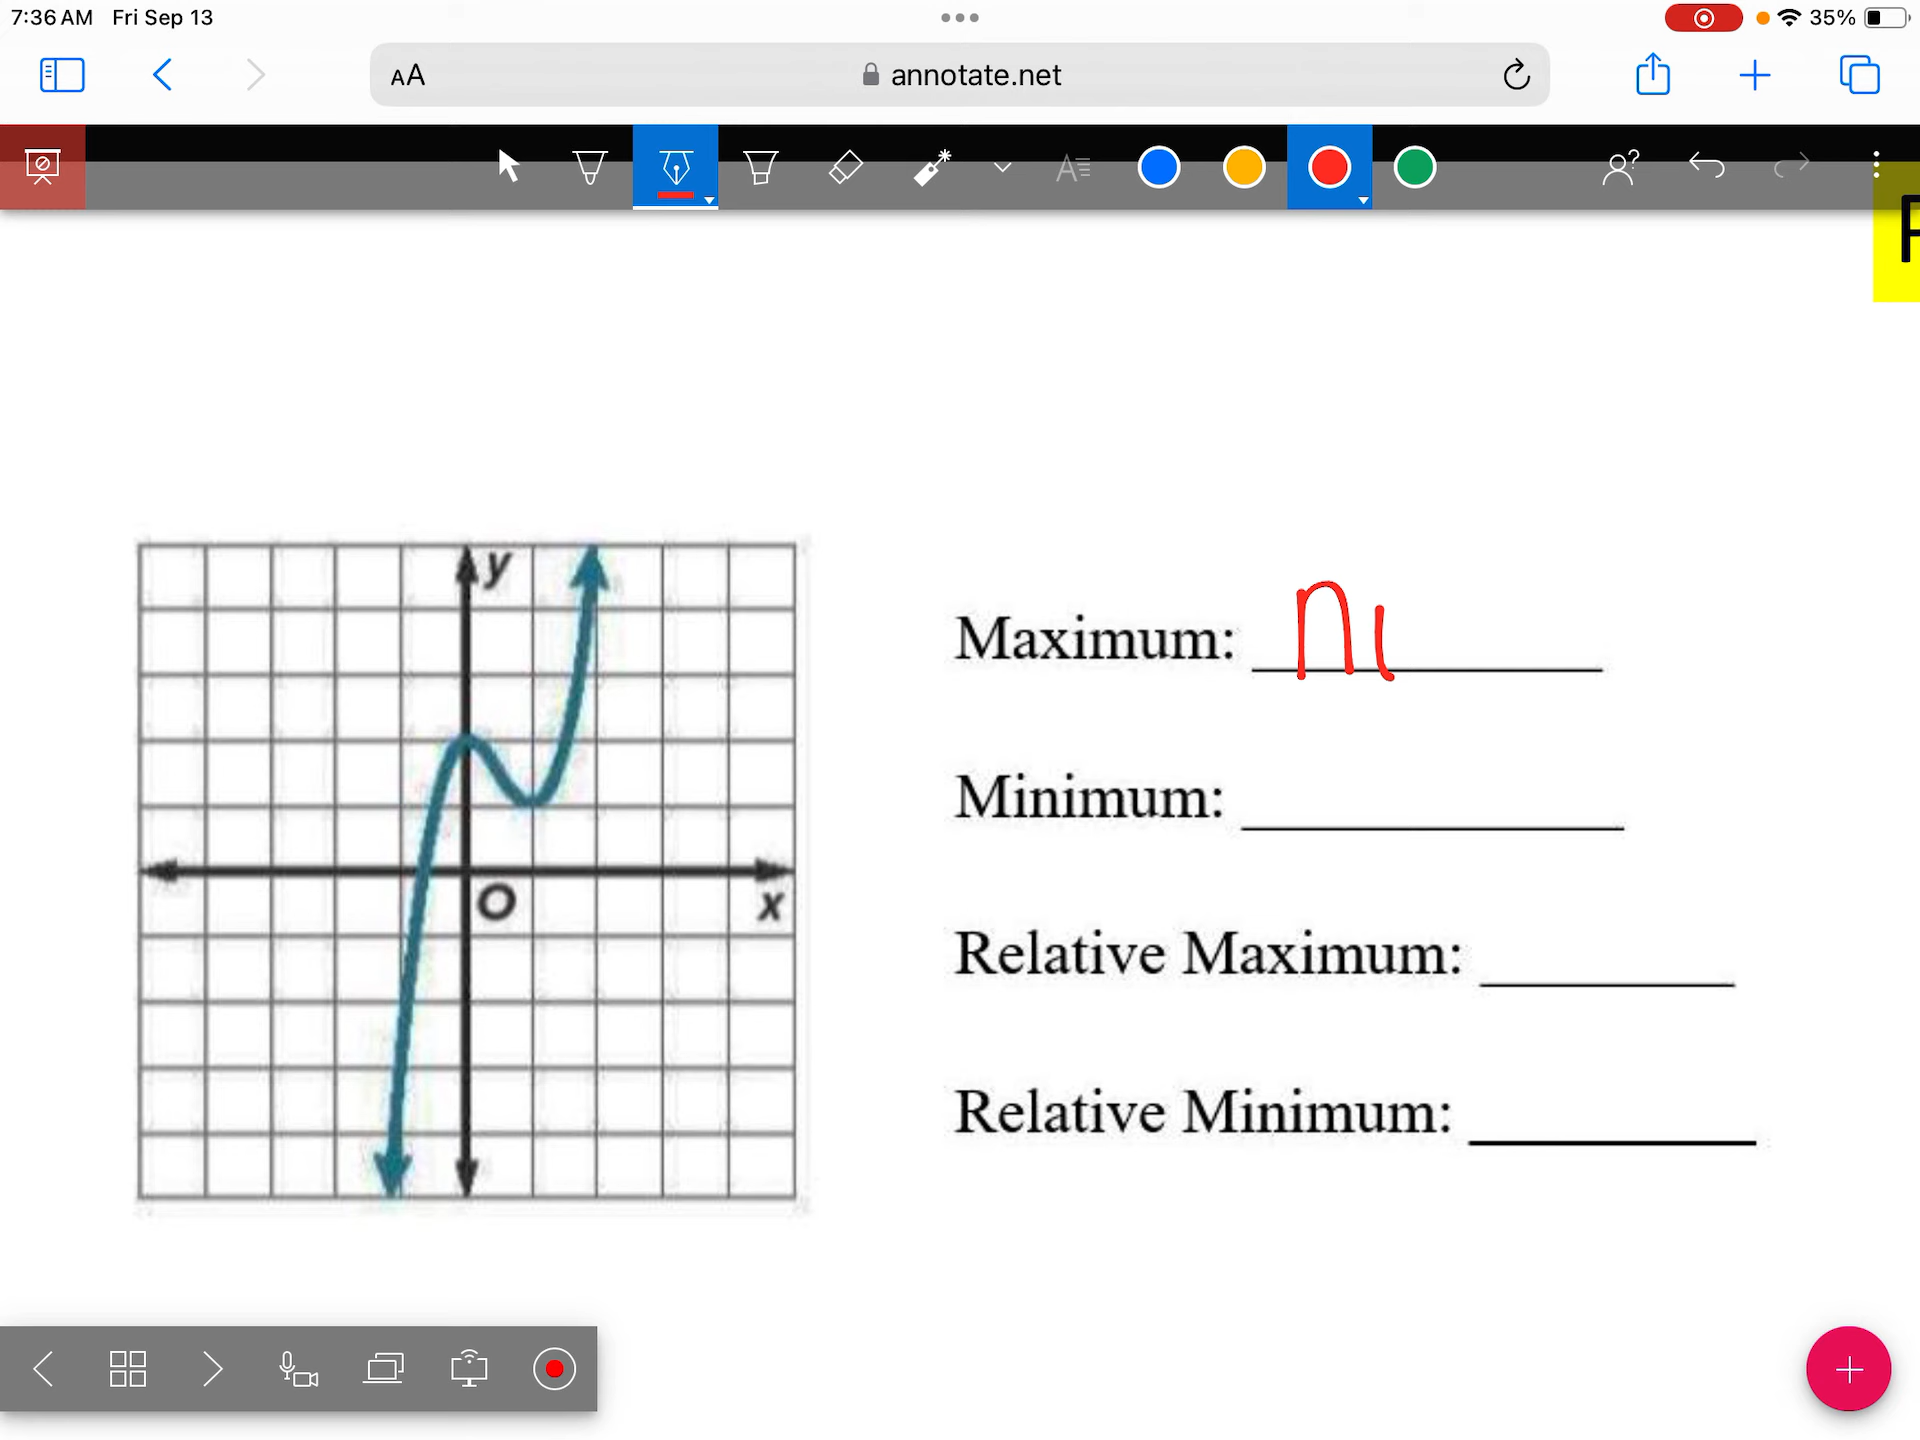 7:36 AM Fri Sep 13
35%
AA
annotate.net
y
O
x
Maximum:
Minimum:
Relative Maximum:
Relative Minimum: